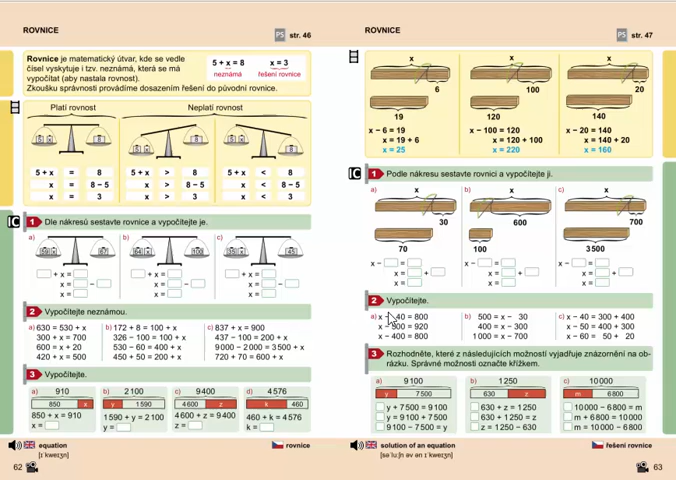 ROVNICE
PS str. 46
Rovnice je matematický útvar, kde se vedle
čísel vyskytuje i tzv. neznámá, která se má
vypočítat (aby nastala rovnost).
Zkoušku správnosti provádíme dosazením řešení do původní rovnice.
5 + x = 8
neznámá
x = 3
řešení rovnice
Platí rovnost
Neplatí rovnost
5 x 8
5 x 8
5 x 8
5 + x = 8
x = 8 – 5
x = 3
5 + x > 8
x > 8 – 5
x > 3
5 + x < 8
x < 8 – 5
x < 3
1 Dle nákresů sestavte rovnice a vypočítejte je.
a)
b)
c)
+ x =
x = –
x =
+ x =
x = –
x =
+ x =
x = –
x =
2 Vypočítejte neznámou.
a) 630 = 530 + x
300 + x = 700
600 = x + 20
420 + x = 500
b) 172 + 8 = 100 + x
326 – 100 = 100 + x
530 – 60 = 400 + x
450 + 50 = 200 + x
c) 837 + x = 900
437 – 100 = 200 + x
9 000 – 2 000 = 3 500 + x
720 + 70 = 600 + x
3 Vypočítejte.
a) 910
850 x
850 + x = 910
x =
b) 2 100
y 1 590
1 590 + y = 2 100
y =
c) 9 400
4 600 z
4 600 + z = 9 400
z =
d) 4 576
k 460
460 + k = 4 576
k =
equation
[ɪˈkweɪʒn]
rovnice
62
ROVNICE
PS str. 47
x
6
19
x – 6 = 19
x = 19 + 6
x = 25
x
100
120
x – 100 = 120
x = 120 + 100
x = 220
x
20
140
x – 20 = 140
x = 140 + 20
x = 160
1 Podle nákresu sestavte rovnici a vypočítejte ji.
a) x
30
70
x – =
x = +
x =
b) x
600
100
x – =
x = +
x =
c) x
700
3 500
x – =
x = +
x =
2 Vypočítejte.
a) x – 40 = 800
x – 300 = 920
x – 400 = 800
b) 500 = x – 30
400 = x – 300
1 000 = x – 700
c) x – 40 = 300 + 400
x – 50 = 400 + 300
x – 60 = 50 + 20
3 Rozhodněte, které z následujících možností vyjadřuje znázornění na ob-
rázku. Správné možnosti označte křížkem.
a) 9 100
y 7 500
y + 7 500 = 9 100
y = 9 100 + 7 500
9 100 – 7 500 = y
b) 1 250
630 z
630 + z = 1 250
630 + 1 250 = z
z = 1 250 – 630
c) 10 000
m 6 800
10 000 – 6 800 = m
m + 6 800 = 10 000
m = 10 000 – 6 800
solution of an equation
řešení rovnice
63